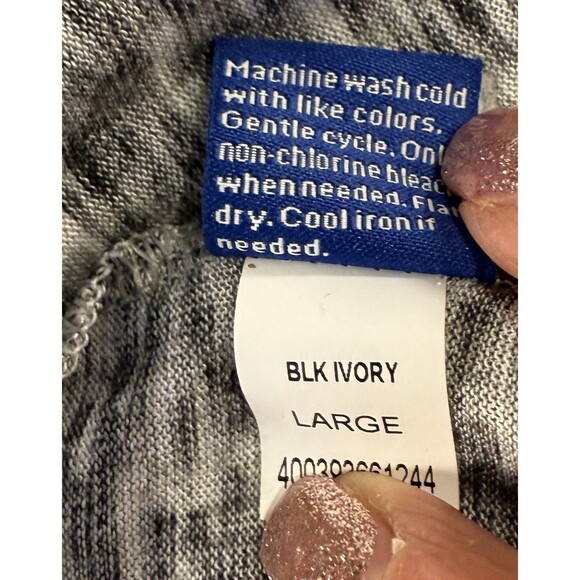 Machine wash cold
with like colors.
Gentle cycle. Onl
non-chlorine bleac
when needed. Fla
dry. Cool iron if
needed.
BLK IVORY
LARGE
400393661244